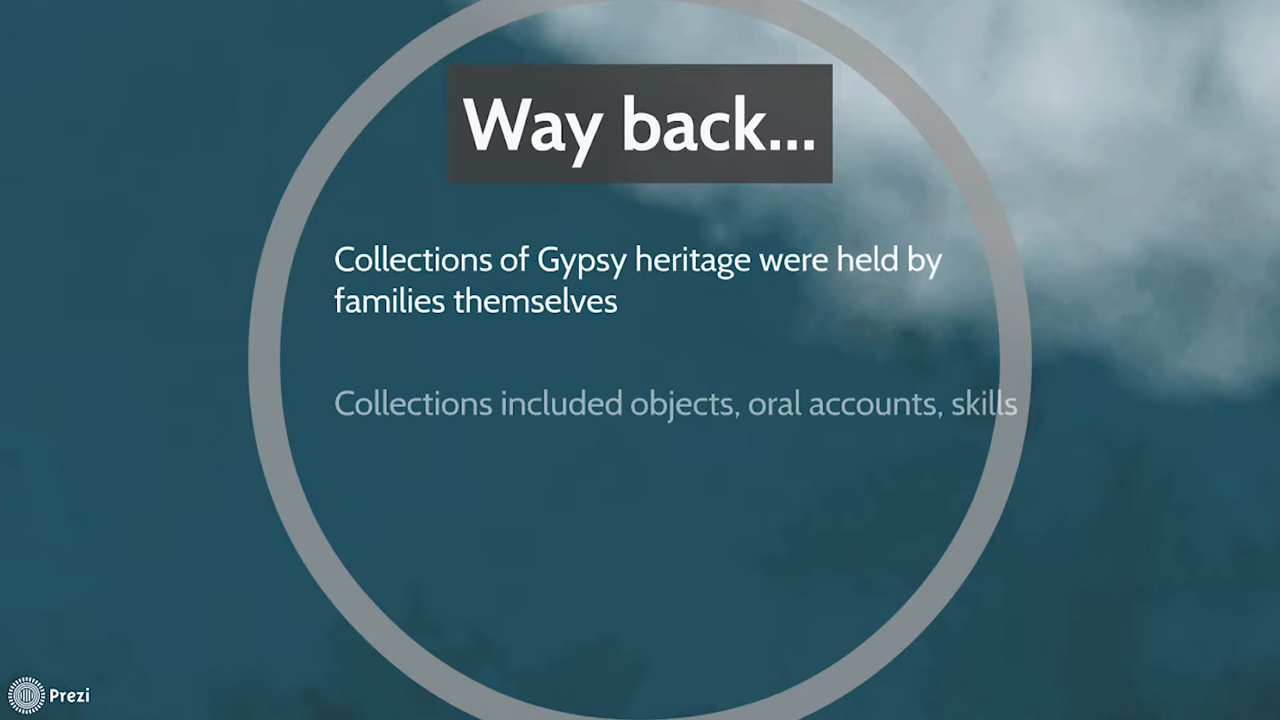 Way back...
Collections of Gypsy heritage were held by
families themselves
Collections included objects, oral accounts, skills
Prezi